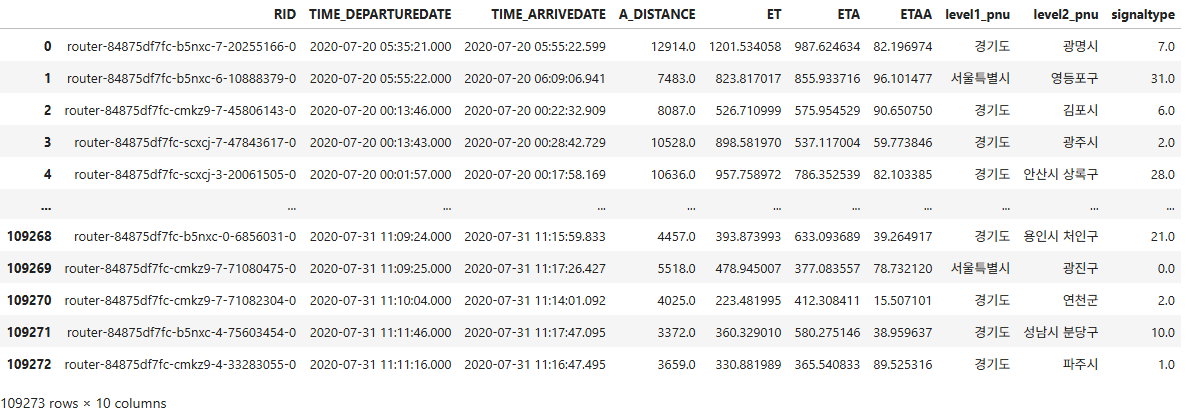 RID TIME_DEPARTUREDATE TIME_ARRIVEDATE A_DISTANCE ET ETA ETAA level1_pnu level2_pnu signaltype
0 router-84875df7fc-b5nxc-7-20255166-0 2020-07-20 05:35:21.000 2020-07-20 05:55:22.599 12914.0 1201.534058 987.624634 82.196974 경기도 광명시 7.0
1 router-84875df7fc-b5nxc-6-10888379-0 2020-07-20 05:55:22.000 2020-07-20 06:09:06.941 7483.0 823.817017 855.933716 96.101477 서울특별시 영등포구 31.0
2 router-84875df7fc-cmkz9-7-45806143-0 2020-07-20 00:13:46.000 2020-07-20 00:22:32.909 8087.0 526.710999 575.954529 90.650750 경기도 김포시 6.0
3 router-84875df7fc-scxcj-7-47843617-0 2020-07-20 00:13:43.000 2020-07-20 00:28:42.729 10528.0 898.581970 537.117004 59.773846 경기도 광주시 2.0
4 router-84875df7fc-scxcj-3-20061505-0 2020-07-20 00:01:57.000 2020-07-20 00:17:58.169 10636.0 957.758972 786.352539 82.103385 경기도 안산시 상록구 28.0
... ... ... ... ... ... ... ... ... ... ...
109268 router-84875df7fc-b5nxc-0-6856031-0 2020-07-31 11:09:24.000 2020-07-31 11:15:59.833 4457.0 393.873993 633.093689 39.264917 경기도 용인시 처인구 21.0
109269 router-84875df7fc-cmkz9-7-71080475-0 2020-07-31 11:09:25.000 2020-07-31 11:17:26.427 5518.0 478.945007 377.083557 78.732120 서울특별시 광진구 0.0
109270 router-84875df7fc-cmkz9-7-71082304-0 2020-07-31 11:10:04.000 2020-07-31 11:14:01.092 4025.0 223.481995 412.308411 15.507101 경기도 연천군 2.0
109271 router-84875df7fc-b5nxc-4-75603454-0 2020-07-31 11:11:46.000 2020-07-31 11:17:47.095 3372.0 360.329010 580.275146 38.959637 경기도 성남시 분당구 10.0
109272 router-84875df7fc-cmkz9-4-33283055-0 2020-07-31 11:11:16.000 2020-07-31 11:16:47.495 3659.0 330.881989 365.540833 89.525316 경기도 파주시 1.0
109273 rows × 10 columns